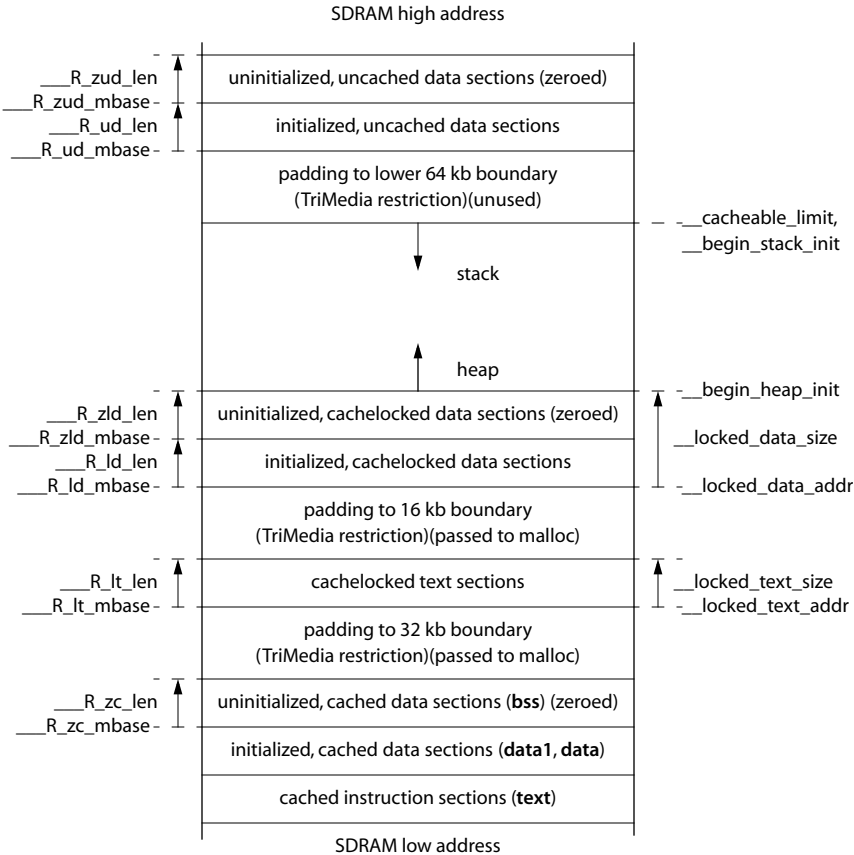 SDRAM high address
___R_zud_len
uninitialized, uncached data sections (zeroed)
___R_zud_mbase
___R_ud_len
initialized, uncached data sections
___R_ud_mbase
padding to lower 64 kb boundary
(TriMedia restriction)(unused)
__cacheable_limit,
__begin_stack_init
stack
heap
__begin_heap_init
___R_zld_len
uninitialized, cachelocked data sections (zeroed)
___R_zld_mbase
__locked_data_size
___R_ld_len
initialized, cachelocked data sections
___R_ld_mbase
__locked_data_addr
padding to 16 kb boundary
(TriMedia restriction)(passed to malloc)
___R_lt_len
cachelocked text sections
__locked_text_size
___R_lt_mbase
__locked_text_addr
padding to 32 kb boundary
(TriMedia restriction)(passed to malloc)
___R_zc_len
uninitialized, cached data sections (bss) (zeroed)
___R_zc_mbase
initialized, cached data sections (data1, data)
cached instruction sections (text)
SDRAM low address